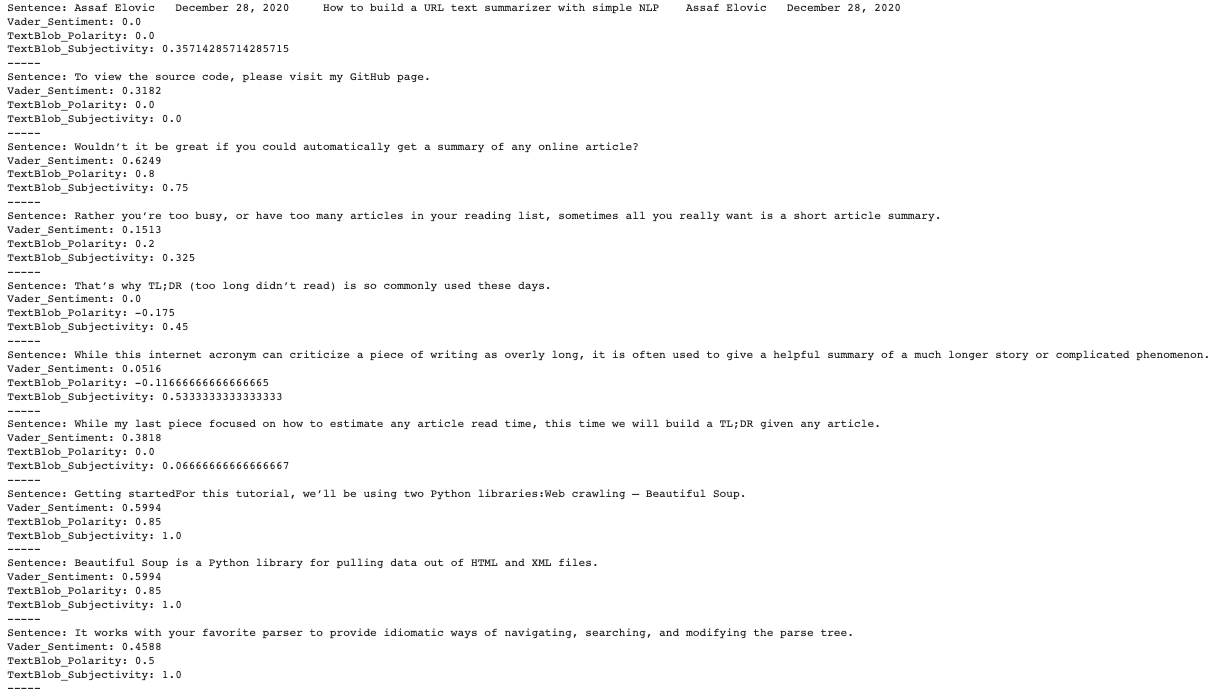 Sentence: Assaf Elovic   December 28, 2020     How to build a URL text summarizer with simple NLP    Assaf Elovic   December 28, 2020
Vader_Sentiment: 0.0
TextBlob_Polarity: 0.0
TextBlob_Subjectivity: 0.35714285714285715
-----
Sentence: To view the source code, please visit my GitHub page.
Vader_Sentiment: 0.3182
TextBlob_Polarity: 0.0
TextBlob_Subjectivity: 0.0
-----
Sentence: Wouldn’t it be great if you could automatically get a summary of any online article?
Vader_Sentiment: 0.6249
TextBlob_Polarity: 0.8
TextBlob_Subjectivity: 0.75
-----
Sentence: Rather you’re too busy, or have too many articles in your reading list, sometimes all you really want is a short article summary.
Vader_Sentiment: 0.1513
TextBlob_Polarity: 0.2
TextBlob_Subjectivity: 0.325
-----
Sentence: That’s why TL;DR (too long didn’t read) is so commonly used these days.
Vader_Sentiment: 0.0
TextBlob_Polarity: -0.175
TextBlob_Subjectivity: 0.45
-----
Sentence: While this internet acronym can criticize a piece of writing as overly long, it is often used to give a helpful summary of a much longer story or complicated phenomenon.
Vader_Sentiment: 0.0516
TextBlob_Polarity: -0.11666666666666665
TextBlob_Subjectivity: 0.5333333333333333
-----
Sentence: While my last piece focused on how to estimate any article read time, this time we will build a TL;DR given any article.
Vader_Sentiment: 0.3818
TextBlob_Polarity: 0.0
TextBlob_Subjectivity: 0.06666666666666667
-----
Sentence: Getting startedFor this tutorial, we’ll be using two Python libraries:Web crawling – Beautiful Soup.
Vader_Sentiment: 0.5994
TextBlob_Polarity: 0.85
TextBlob_Subjectivity: 1.0
-----
Sentence: Beautiful Soup is a Python library for pulling data out of HTML and XML files.
Vader_Sentiment: 0.5994
TextBlob_Polarity: 0.85
TextBlob_Subjectivity: 1.0
-----
Sentence: It works with your favorite parser to provide idiomatic ways of navigating, searching, and modifying the parse tree.
Vader_Sentiment: 0.4588
TextBlob_Polarity: 0.5
TextBlob_Subjectivity: 1.0
-----